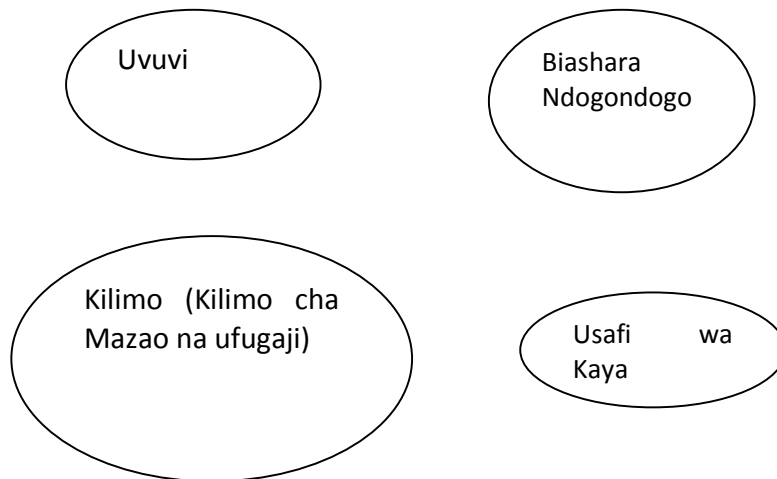 Uvuvi
Biashara
Ndogondogo
Kilimo (Kilimo cha
Mazao na ufugaji)
Usafi wa
Kaya